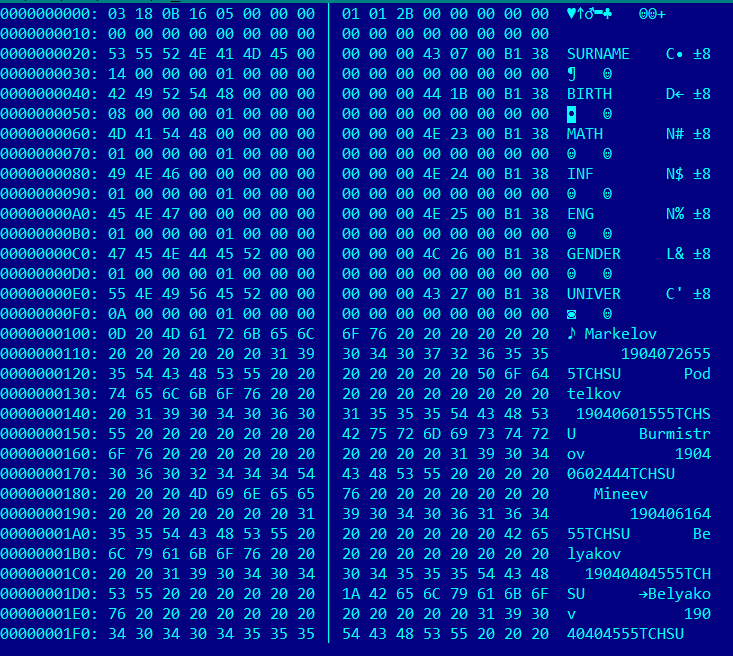 0000000000: 03 18 0B 16 05 00 00 00 │ 01 01 2B 00 00 00 00 00 ♥↑♂▬♣ ☺☺+
0000000010: 00 00 00 00 00 00 00 00 │ 00 00 00 00 00 00 00 00
0000000020: 53 55 52 4E 41 4D 45 00 │ 00 00 00 43 07 00 B1 38 SURNAME C• ±8
0000000030: 14 00 00 00 01 00 00 00 │ 00 00 00 00 00 00 00 00 ¶ ☺
0000000040: 42 49 52 54 48 00 00 00 │ 00 00 00 44 1B 00 B1 38 BIRTH D← ±8
0000000050: 08 00 00 00 01 00 00 00 │ 00 00 00 00 00 00 00 00 ◘ ☺
0000000060: 4D 41 54 48 00 00 00 00 │ 00 00 00 4E 23 00 B1 38 MATH N# ±8
0000000070: 01 00 00 00 01 00 00 00 │ 00 00 00 00 00 00 00 00 ☺ ☺
0000000080: 49 4E 46 00 00 00 00 00 │ 00 00 00 4E 24 00 B1 38 INF N$ ±8
0000000090: 01 00 00 00 01 00 00 00 │ 00 00 00 00 00 00 00 00 ☺ ☺
00000000A0: 45 4E 47 00 00 00 00 00 │ 00 00 00 4E 25 00 B1 38 ENG N% ±8
00000000B0: 01 00 00 00 01 00 00 00 │ 00 00 00 00 00 00 00 00 ☺ ☺
00000000C0: 47 45 4E 44 45 52 00 00 │ 00 00 00 4C 26 00 B1 38 GENDER L& ±8
00000000D0: 01 00 00 00 01 00 00 00 │ 00 00 00 00 00 00 00 00 ☺ ☺
00000000E0: 55 4E 49 56 45 52 00 00 │ 00 00 00 43 27 00 B1 38 UNIVER C' ±8
00000000F0: 0A 00 00 00 01 00 00 00 │ 00 00 00 00 00 00 00 00 ◙ ☺
0000000100: 0D 20 4D 61 72 6B 65 6C │ 6F 76 20 20 20 20 20 20 ♪ Markelov
0000000110: 20 20 20 20 20 20 31 39 │ 30 34 30 37 32 36 35 35 1904072655
0000000120: 35 54 43 48 53 55 20 20 │ 20 20 20 20 20 50 6F 64 5TCHSU Pod
0000000130: 74 65 6C 6B 6F 76 20 20 │ 20 20 20 20 20 20 20 20 telkov
0000000140: 20 31 39 30 34 30 36 30 │ 31 35 35 35 54 43 48 53 19040601555TCHS
0000000150: 55 20 20 20 20 20 20 20 │ 42 75 72 6D 69 73 74 72 U Burmistr
0000000160: 6F 76 20 20 20 20 20 20 │ 20 20 20 20 31 39 30 34 ov 1904
0000000170: 30 36 30 32 34 34 34 54 │ 43 48 53 55 20 20 20 20 0602444TCHSU
0000000180: 20 20 20 4D 69 6E 65 65 │ 76 20 20 20 20 20 20 20 Mineev
0000000190: 20 20 20 20 20 20 20 31 │ 39 30 34 30 36 31 36 34 190406164
00000001A0: 35 35 54 43 48 53 55 20 │ 20 20 20 20 20 20 42 65 55TCHSU Be
00000001B0: 6C 79 61 6B 6F 76 20 20 │ 20 20 20 20 20 20 20 20 lyakov
00000001C0: 20 20 31 39 30 34 30 34 │ 30 34 35 35 35 54 43 48 19040404555TCH
00000001D0: 53 55 20 20 20 20 20 20 │ 1A 42 65 6C 79 61 6B 6F SU →Belyako
00000001E0: 76 20 20 20 20 20 20 20 │ 20 20 20 20 20 31 39 30 v 190
00000001F0: 34 30 34 30 34 35 35 35 │ 54 43 48 53 55 20 20 20 40404555TCHSU